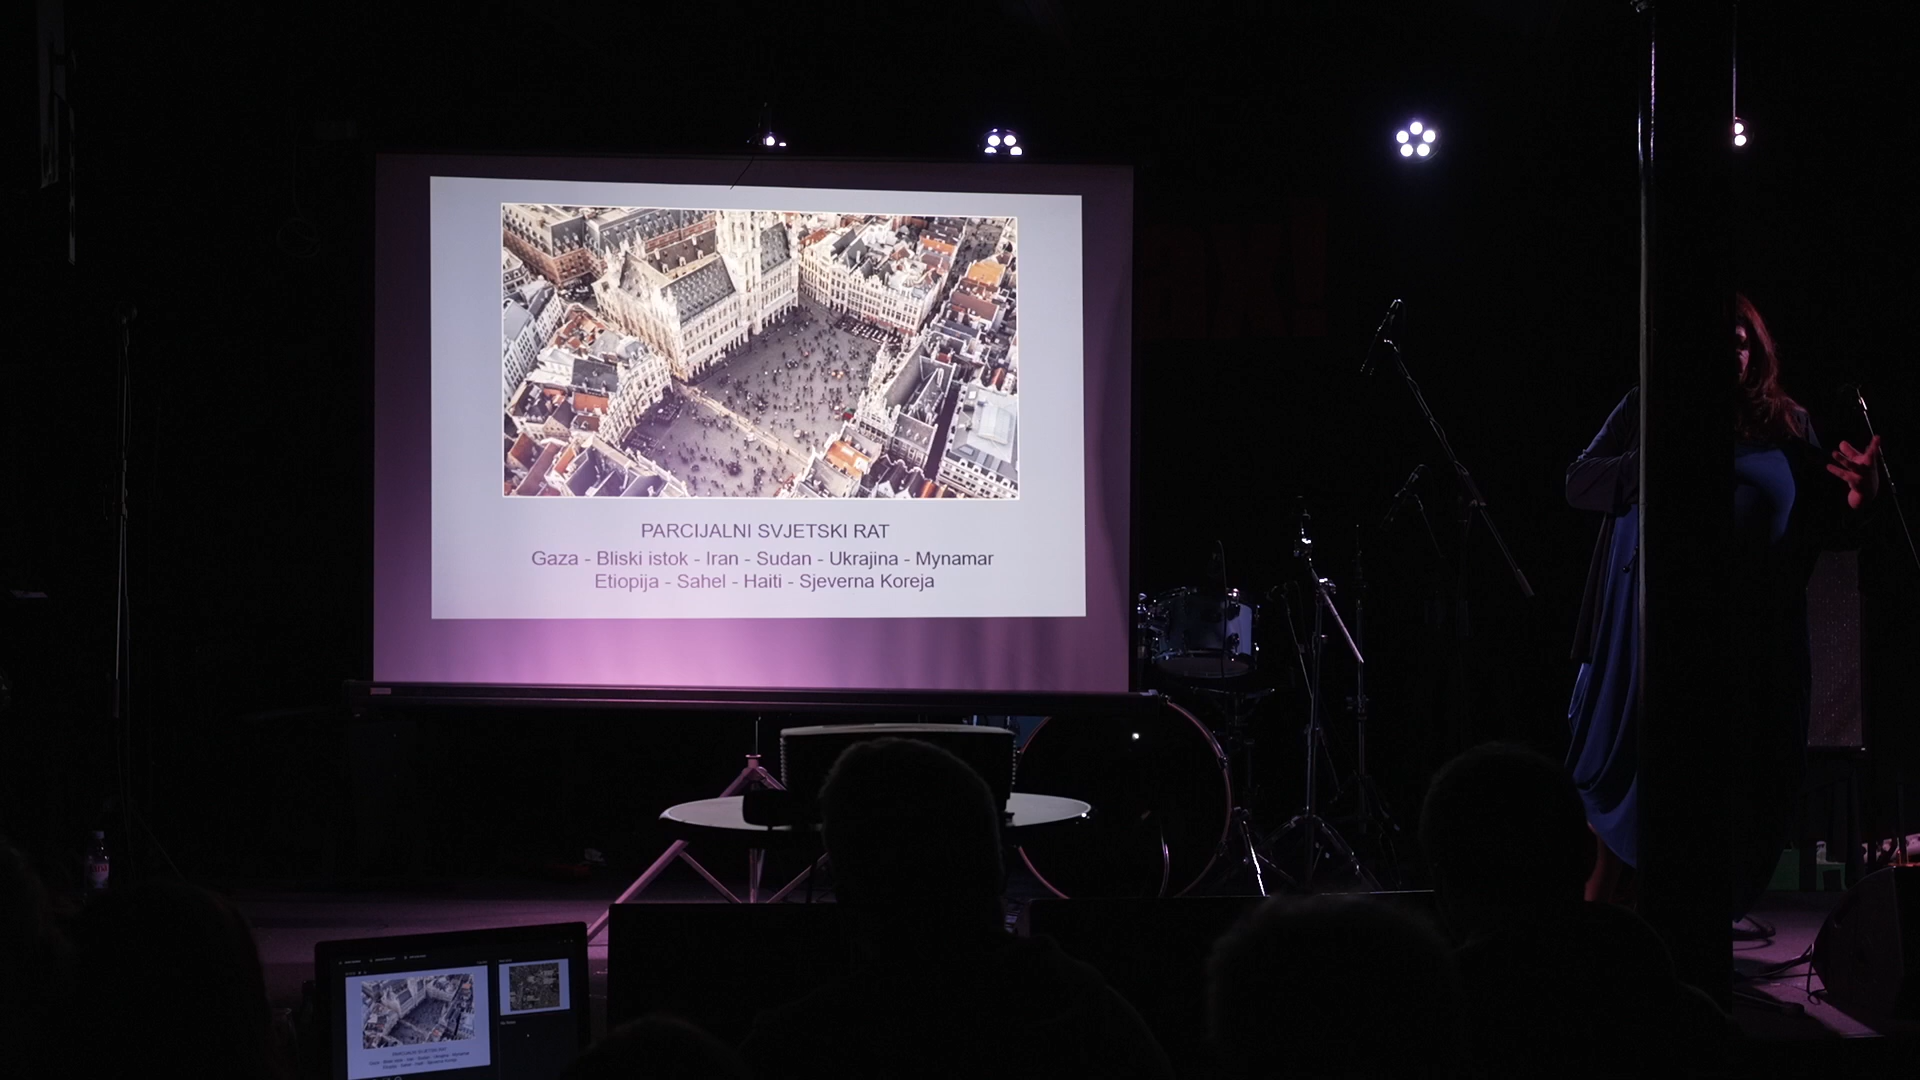 PARCIJALNI SVJETSKI RAT
Gaza - Bliski istok - Iran - Sudan - Ukrajina - Mynamar
Etiopija - Sahel - Haiti - Sjeverna Koreja